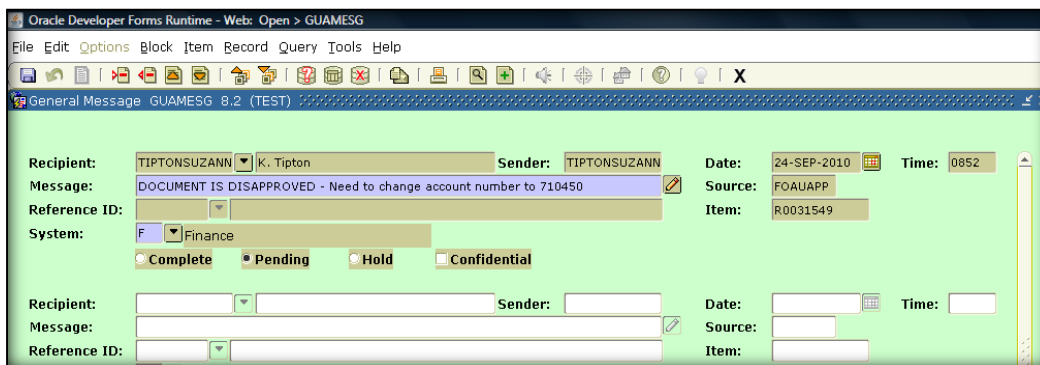 Oracle Developer Forms Runtime - Web: Open > GUAMESG
File Edit Options Block Item Record Query Tools Help
X
General Message GUAMESG 8.2 (TEST)
Recipient: TIPTONSUZANN K. Tipton Sender: TIPTONSUZANN Date: 24-SEP-2010 Time: 0852
Message: DOCUMENT IS DISAPPROVED - Need to change account number to 710450 Source: FOAUAPP
Reference ID: Item: R0031549
System: F Finance
Complete Pending Hold Confidential
Recipient: Sender: Date: Time:
Message: Source:
Reference ID: Item: